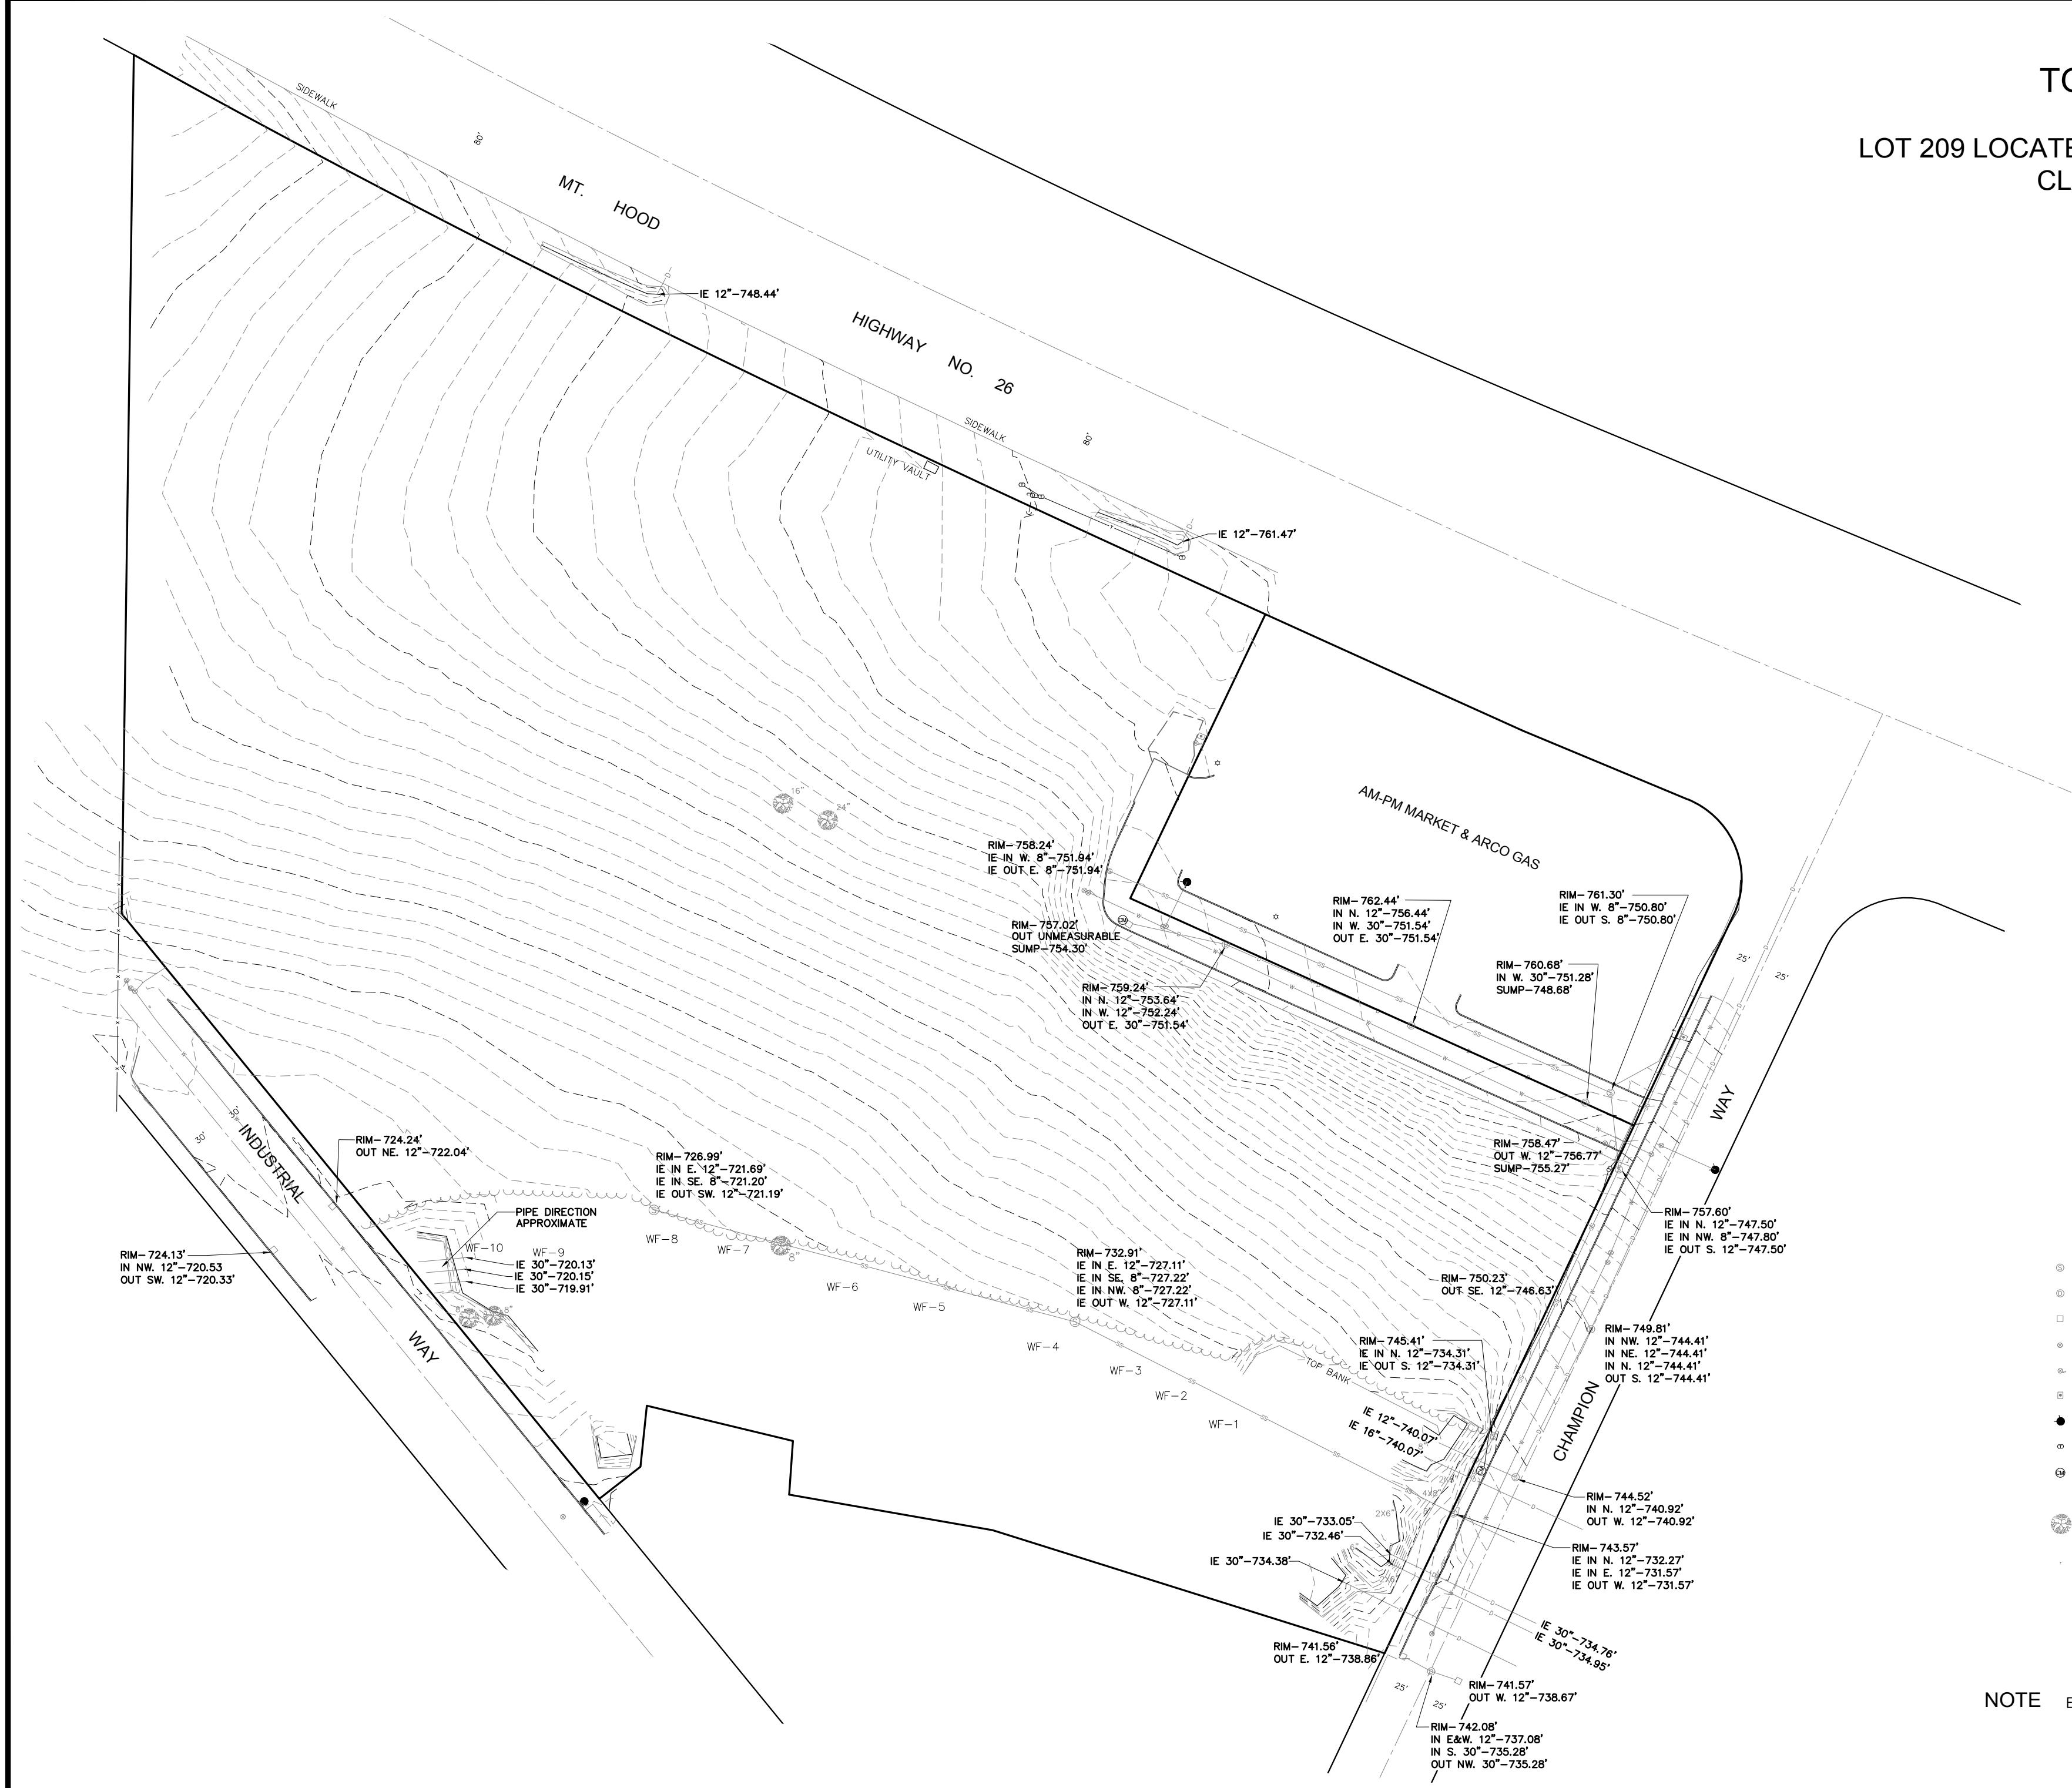 TO
LOT 209 LOCATE
CL
SIDEWALK
80'
MT. HOOD
IE 12"-748.44'
HIGHWAY NO. 26
SIDEWALK
80'
UTILITY VAULT
IE 12"-761.47'
16"
24"
AM-PM MARKET & ARCO GAS
RIM-758.24'
IE IN W. 8"-751.94'
IE OUT E. 8"-751.94'
RIM-757.02'
OUT UNMEASURABLE
SUMP-754.30'
RIM-759.24'
IN N. 12"-753.64'
IN W. 12"-752.24'
OUT E. 30"-751.54'
RIM-762.44'
IN N. 12"-756.44'
IN W. 30"-751.54'
OUT E. 30"-751.54'
RIM-761.30'
IE IN W. 8"-750.80'
IE OUT S. 8"-750.80'
RIM-760.68'
IN W. 30"-751.28'
SUMP-748.68'
25'
25'
WAY
RIM-758.47'
OUT W. 12"-756.77'
SUMP-755.27'
RIM-757.60'
IE IN N. 12"-747.50'
IE IN NW. 8"-747.80'
IE OUT S. 12"-747.50'
30'
30'
INDUSTRIAL
WAY
RIM-724.24'
OUT NE. 12"-722.04'
RIM-724.13'
IN NW. 12"-720.53
OUT SW. 12"-720.33'
PIPE DIRECTION
APPROXIMATE
RIM-726.99'
IE IN E. 12"-721.69'
IE IN SE. 8"-721.20'
IE OUT SW. 12"-721.19'
WF-10
WF-9
WF-8
WF-7
WF-6
WF-5
WF-4
WF-3
WF-2
WF-1
IE 30"-720.13'
IE 30"-720.15'
IE 30"-719.91'
8"
8"
8"
RIM-732.91'
IE IN E. 12"-727.11'
IE IN SE. 8"-727.22'
IE IN NW. 8"-727.22'
IE OUT W. 12"-727.11'
RIM-750.23'
OUT SE. 12"-746.63'
RIM-749.81'
IN NW. 12"-744.41'
IN NE. 12"-744.41'
IN N. 12"-744.41'
OUT S. 12"-744.41'
RIM-745.41'
IE IN N. 12"-734.31'
IE OUT S. 12"-734.31'
TOP BANK
IE 12"-740.07'
IE 16"-740.07'
CHAMPION
RIM-744.52'
IN N. 12"-740.92'
OUT W. 12"-740.92'
4X8"
2X6"
IE 30"-733.05'
IE 30"-732.46'
IE 30"-734.38'
RIM-743.57'
IE IN N. 12"-732.27'
IE IN E. 12"-731.57'
IE OUT W. 12"-731.57'
IE 30"-734.76'
IE 30"-734.95'
RIM-741.56'
OUT E. 12"-738.86'
RIM-741.57'
OUT W. 12"-738.67'
25'
25'
RIM-742.08'
IN E&W. 12"-737.08'
IN S. 30"-735.28'
OUT NW. 30"-735.28'
NOTE E